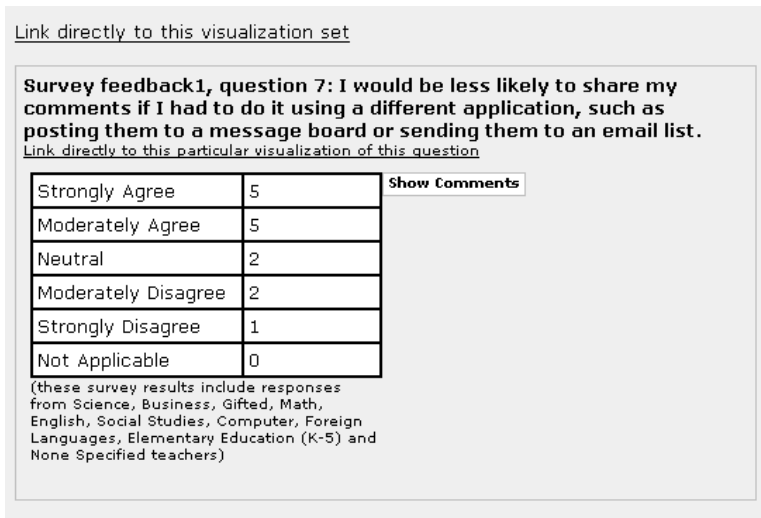 Link directly to this visualization set
Survey feedback1, question 7: I would be less likely to share my
comments if I had to do it using a different application, such as
posting them to a message board or sending them to an email list.
Link directly to this particular visualization of this question
Strongly Agree 5
Show Comments
Moderately Agree 5
Neutral 2
Moderately Disagree 2
Strongly Disagree 1
Not Applicable 0
(these survey results include responses
from Science, Business, Gifted, Math,
English, Social Studies, Computer, Foreign
Languages, Elementary Education (K-5) and
None Specified teachers)